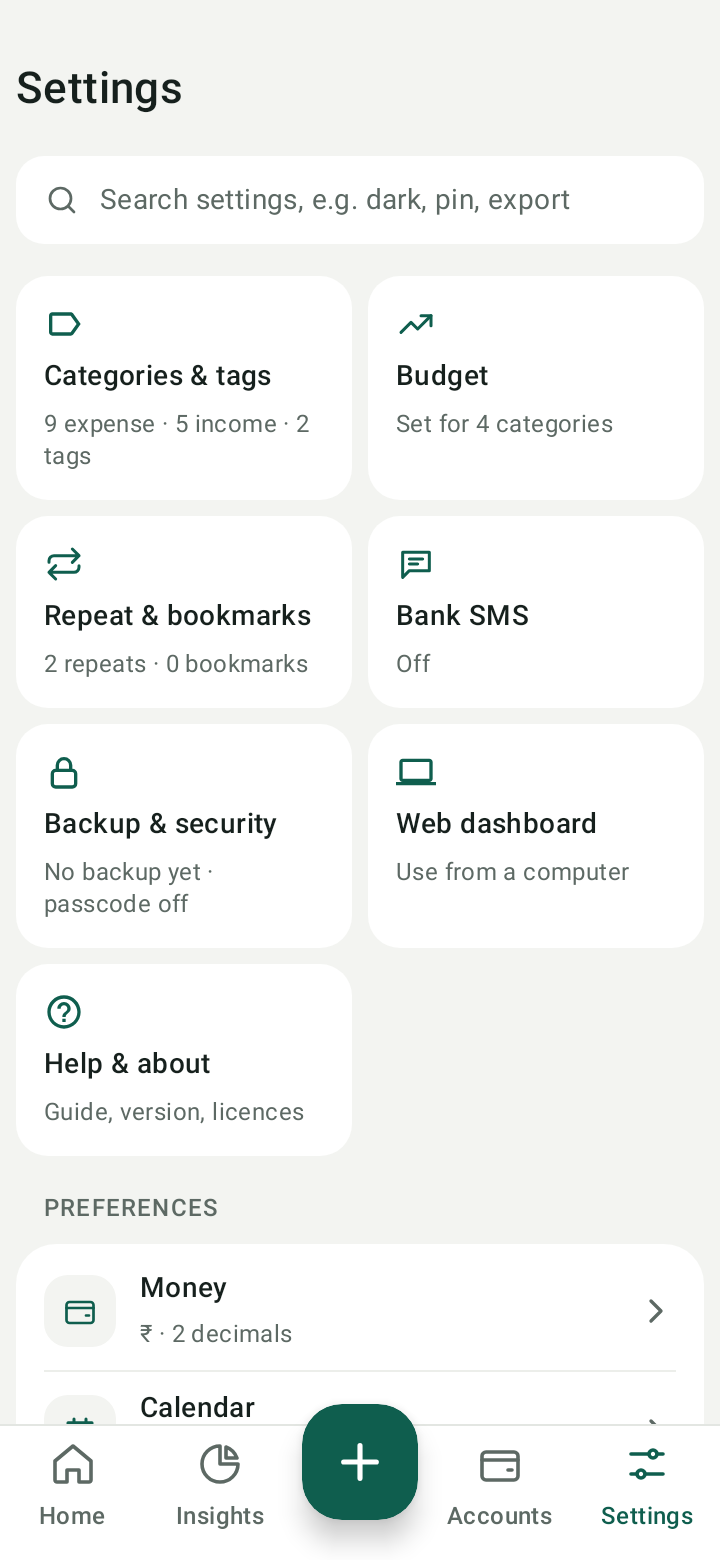 Settings
Search settings, e.g. dark, pin, export
Categories & tags
9 expense · 5 income · 2
tags
Budget
Set for 4 categories
Repeat & bookmarks
2 repeats · 0 bookmarks
Bank SMS
Off
Backup & security
No backup yet ·
passcode off
Web dashboard
Use from a computer
Help & about
Guide, version, licences
PREFERENCES
Money
₹ · 2 decimals
Calendar
Home
Insights
Accounts
Settings